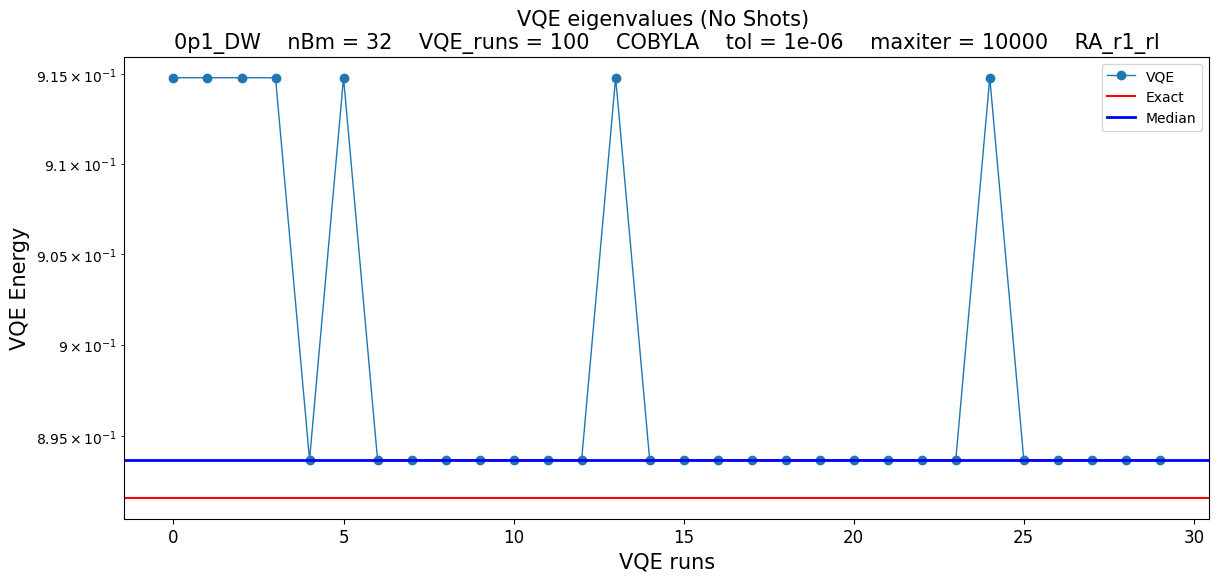 VQE eigenvalues (No Shots)
0p1_DW nBm = 32 VQE_runs = 100 COBYLA tol = 1e-06 maxiter = 10000 RA_r1_rl
VQE
Exact
Median
VQE Energy
9.15 × 10⁻¹
9.1 × 10⁻¹
9.05 × 10⁻¹
9 × 10⁻¹
8.95 × 10⁻¹
0 5 10 15 20 25 30
VQE runs